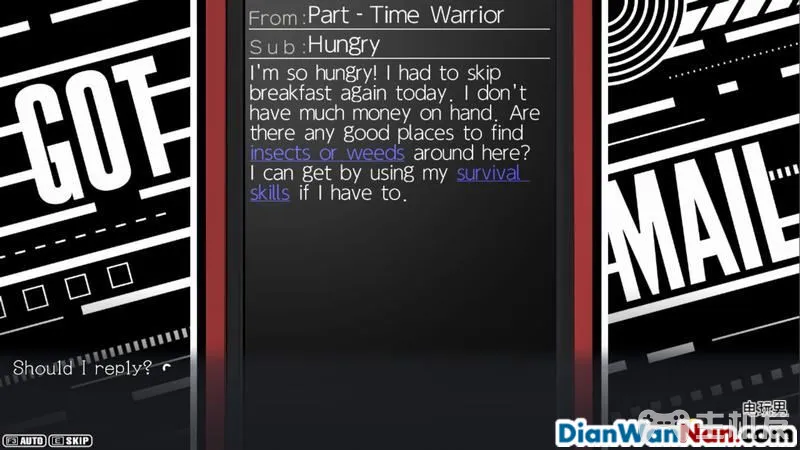 From:Part - Time Warrior
Sub:Hungry
I'm so hungry! I had to skip
breakfast again today. I don't
have much money on hand. Are
there any good places to find
insects or weeds around here?
I can get by using my survival
skills if I have to.
GOT
MAIL
Should I reply?
AUTO SKIP
电玩男
DianWanNan.com